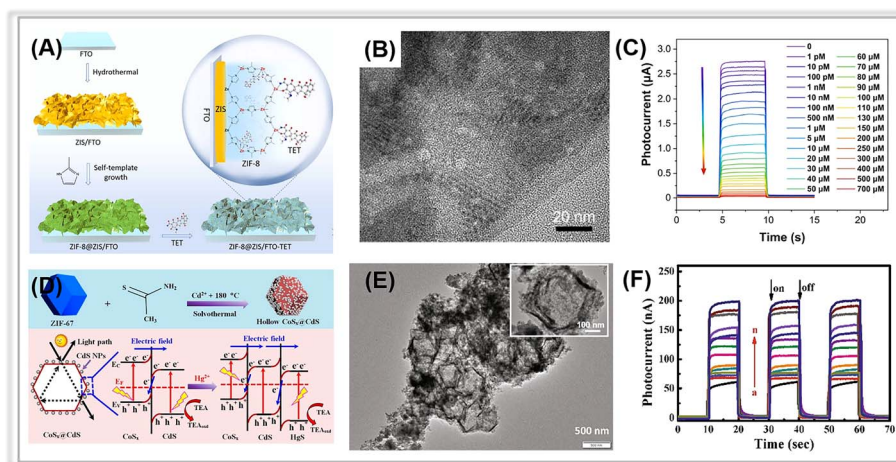 (A)
FTO
Hydrothermal
ZIS/FTO
Self-template
growth
ZIF-8@ZIS/FTO
TET
ZIF-8@ZIS/FTO-TET
FTO
ZIS
ZIF-8
TET
(B)
20 nm
(C)
Photocurrent (μA)
3.0
2.5
2.0
1.5
1.0
0.5
0
0 5 10 15 20
Time (s)
0
1 pM 60 μM
10 pM 70 μM
100 pM 80 μM
1 nM 90 μM
10 nM 100 μM
100 nM 110 μM
500 nM 130 μM
1 μM 150 μM
5 μM 200 μM
10 μM 250 μM
20 μM 300 μM
30 μM 400 μM
40 μM 500 μM
50 μM 700 μM
(D)
ZIF-67
+
S NH₂
CH₃
Cd²⁺ + 180 °C
Solvothermal
Hollow CoSₓ@CdS
Light path
CdS NPs
CoSₓ@CdS
Electric field
e⁻ e⁻ e⁻
E_C
E_F
E_V
h⁺ h⁺ h⁺ h⁺
CoSₓ CdS
TEA
TEAₒₓᵢd
Hg²⁺
Electric field
e⁻ e⁻ e⁻
h⁺ h⁺
CoSₓ CdS HgS
TEA
TEAₒₓᵢd
(E)
100 nm
500 nm
(F)
Photocurrent (nA)
250
200
150
100
50
0
0 10 20 30 40 50 60 70
Time (sec)
on off
n
a